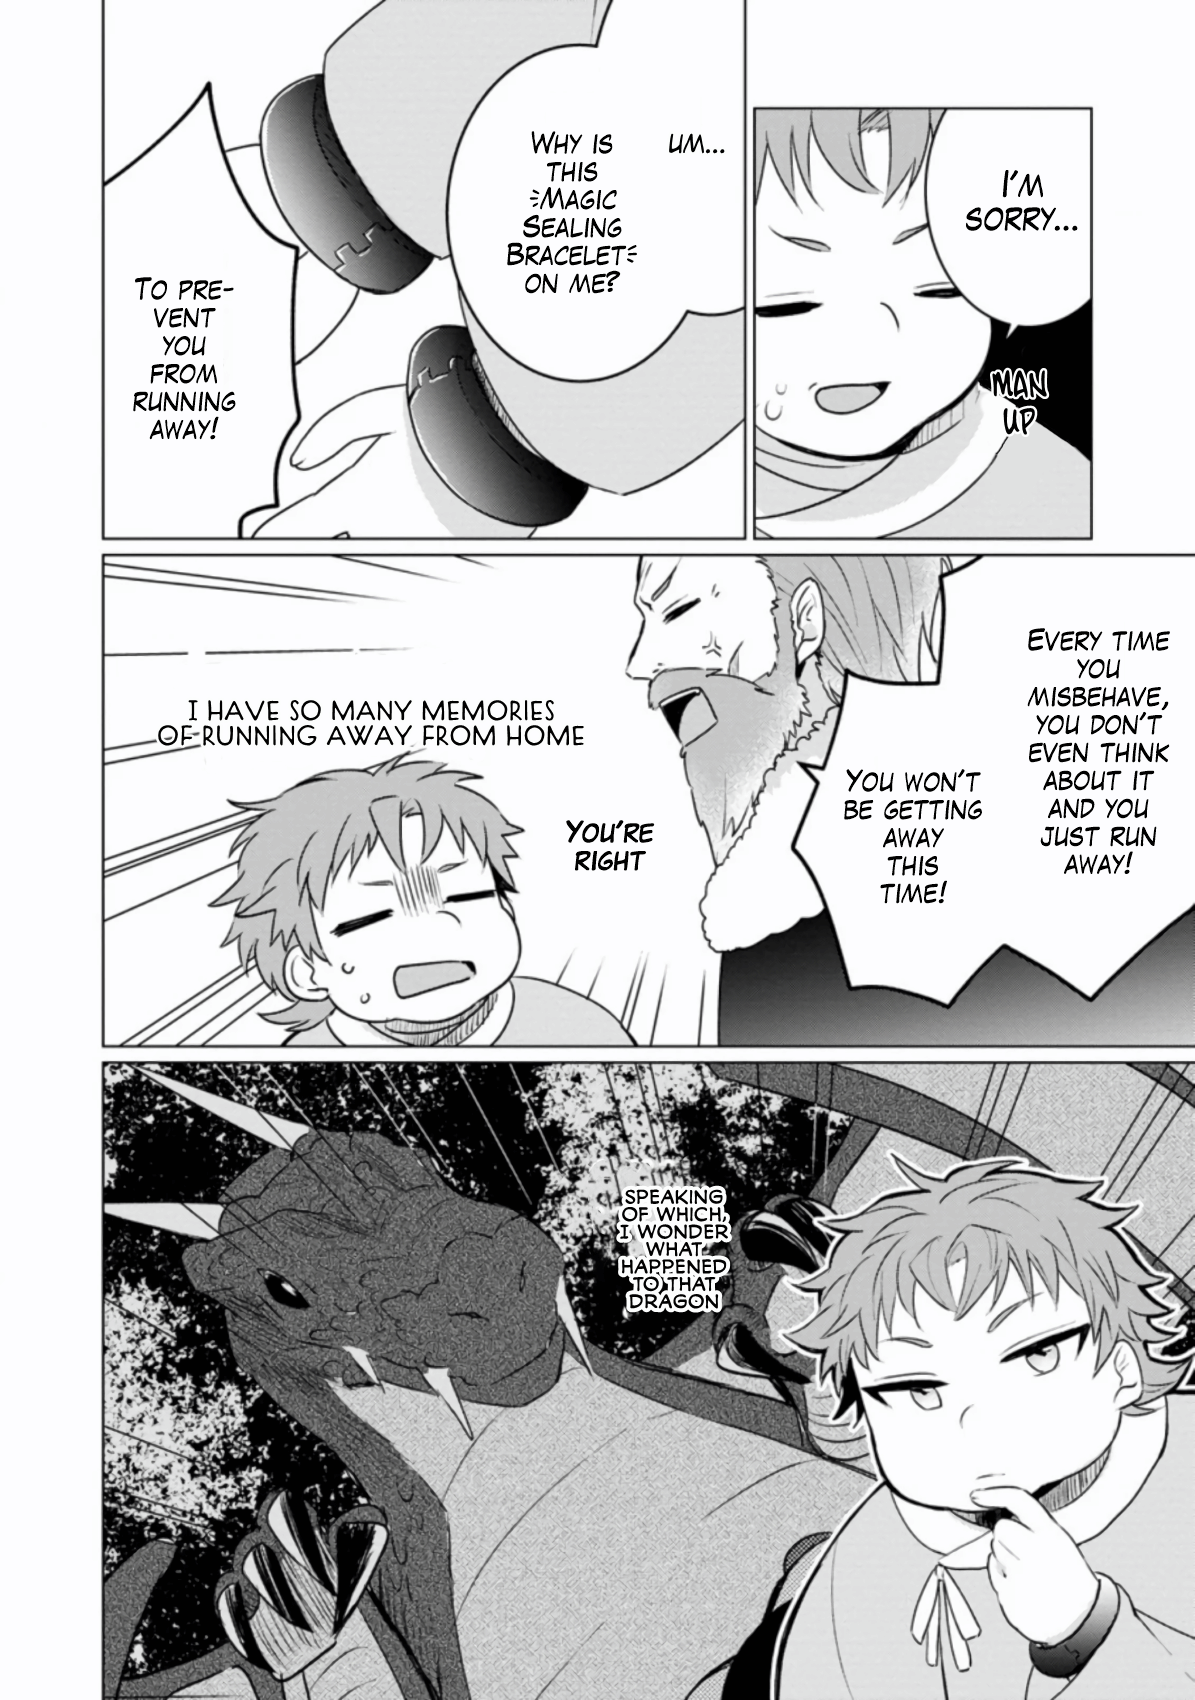 I'M
SORRY...
MAN
UP
UM...
WHY IS
THIS
MAGIC
SEALING
BRACELET
ON ME?
TO PRE-
VENT
YOU
FROM
RUNNING
AWAY!
EVERY TIME
YOU
MISBEHAVE,
YOU DON'T
EVEN THINK
ABOUT IT
AND YOU
JUST RUN
AWAY!
YOU WON'T
BE GETTING
AWAY
THIS
TIME!
YOU'RE
RIGHT
I HAVE SO MANY MEMORIES
OF RUNNING AWAY FROM HOME
SPEAKING
OF WHICH,
I WONDER
WHAT
HAPPENED
TO THAT
DRAGON